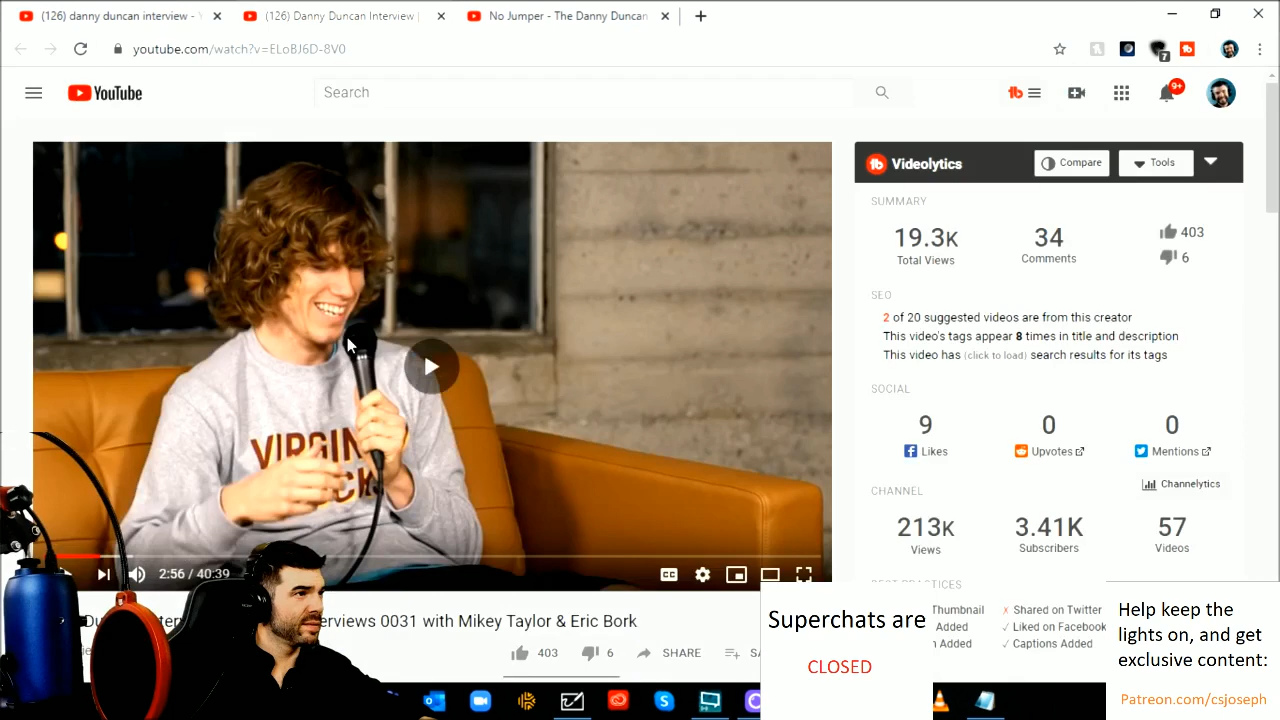 (126) danny duncan interview -
(126) Danny Duncan Interview |
No Jumper - The Danny Duncan
youtube.com/watch?v=ELoBJ6D-8V0
7
YouTube
Search
9+
Videolytics
Compare
Tools
SUMMARY
19.3K
Total Views
34
Comments
403
6
SEO
2 of 20 suggested videos are from this creator
This video's tags appear 8 times in title and description
This video has (click to load) search results for its tags
SOCIAL
9
Likes
0
Upvotes
0
Mentions
Channelytics
CHANNEL
213K
Views
3.41K
Subscribers
57
Videos
2:56 / 40:39
CC
erviews 0031 with Mikey Taylor & Eric Bork
403
6
SHARE
Superchats are
CLOSED
Thumbnail
Added
Added
✗ Shared on Twitter
✓ Liked on Facebook
✓ Captions Added
Help keep the
lights on, and get
exclusive content:
Patreon.com/csjoseph